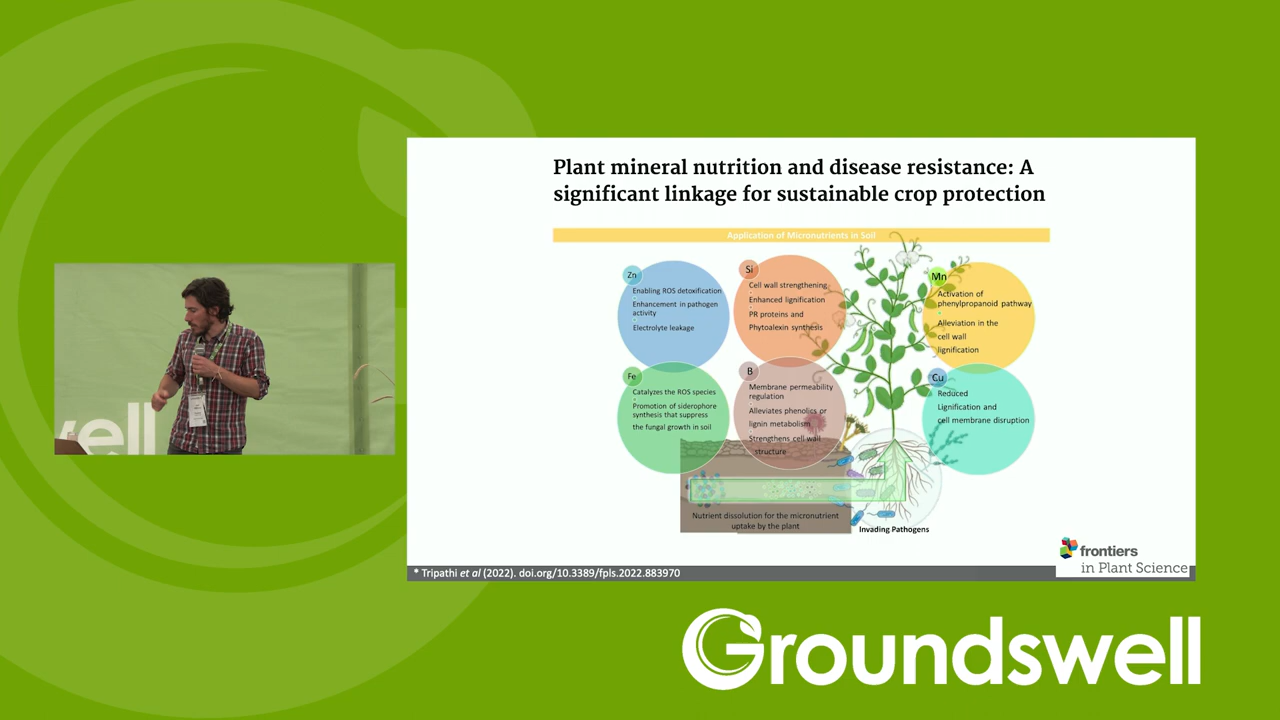 Plant mineral nutrition and disease resistance: A
significant linkage for sustainable crop protection
Application of Micronutrients in Soil
Zn
Enabling ROS detoxification
Enhancement in pathogen
activity
Electrolyte leakage
Si
Cell wall strengthening
Enhanced lignification
PR proteins and
Phytoalexin synthesis
Mn
Activation of
phenylpropanoid pathway
Alleviation in the
cell wall
lignification
Fe
Catalyzes the ROS species
Promotion of siderophore
synthesis that suppress
the fungal growth in soil
B
Membrane permeability
regulation
Alleviates phenolics or
lignin metabolism
Strengthens cell wall
structure
Cu
Reduced
Lignification and
cell membrane disruption
Nutrient dissolution for the micronutrient
uptake by the plant
Invading Pathogens
frontiers
in Plant Science
* Tripathi et al (2022). doi.org/10.3389/fpls.2022.883970
well
Groundswell